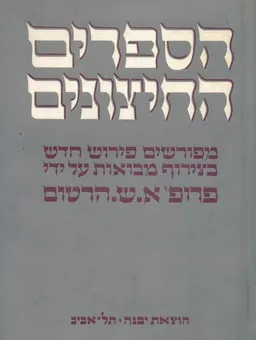 הספרים
החיצונים
מפורשים פירוש חדש
בצירוף מבואות על ידי
פרופ׳ א.ש.הרטום
הוצאת יבנה • תל־אביב